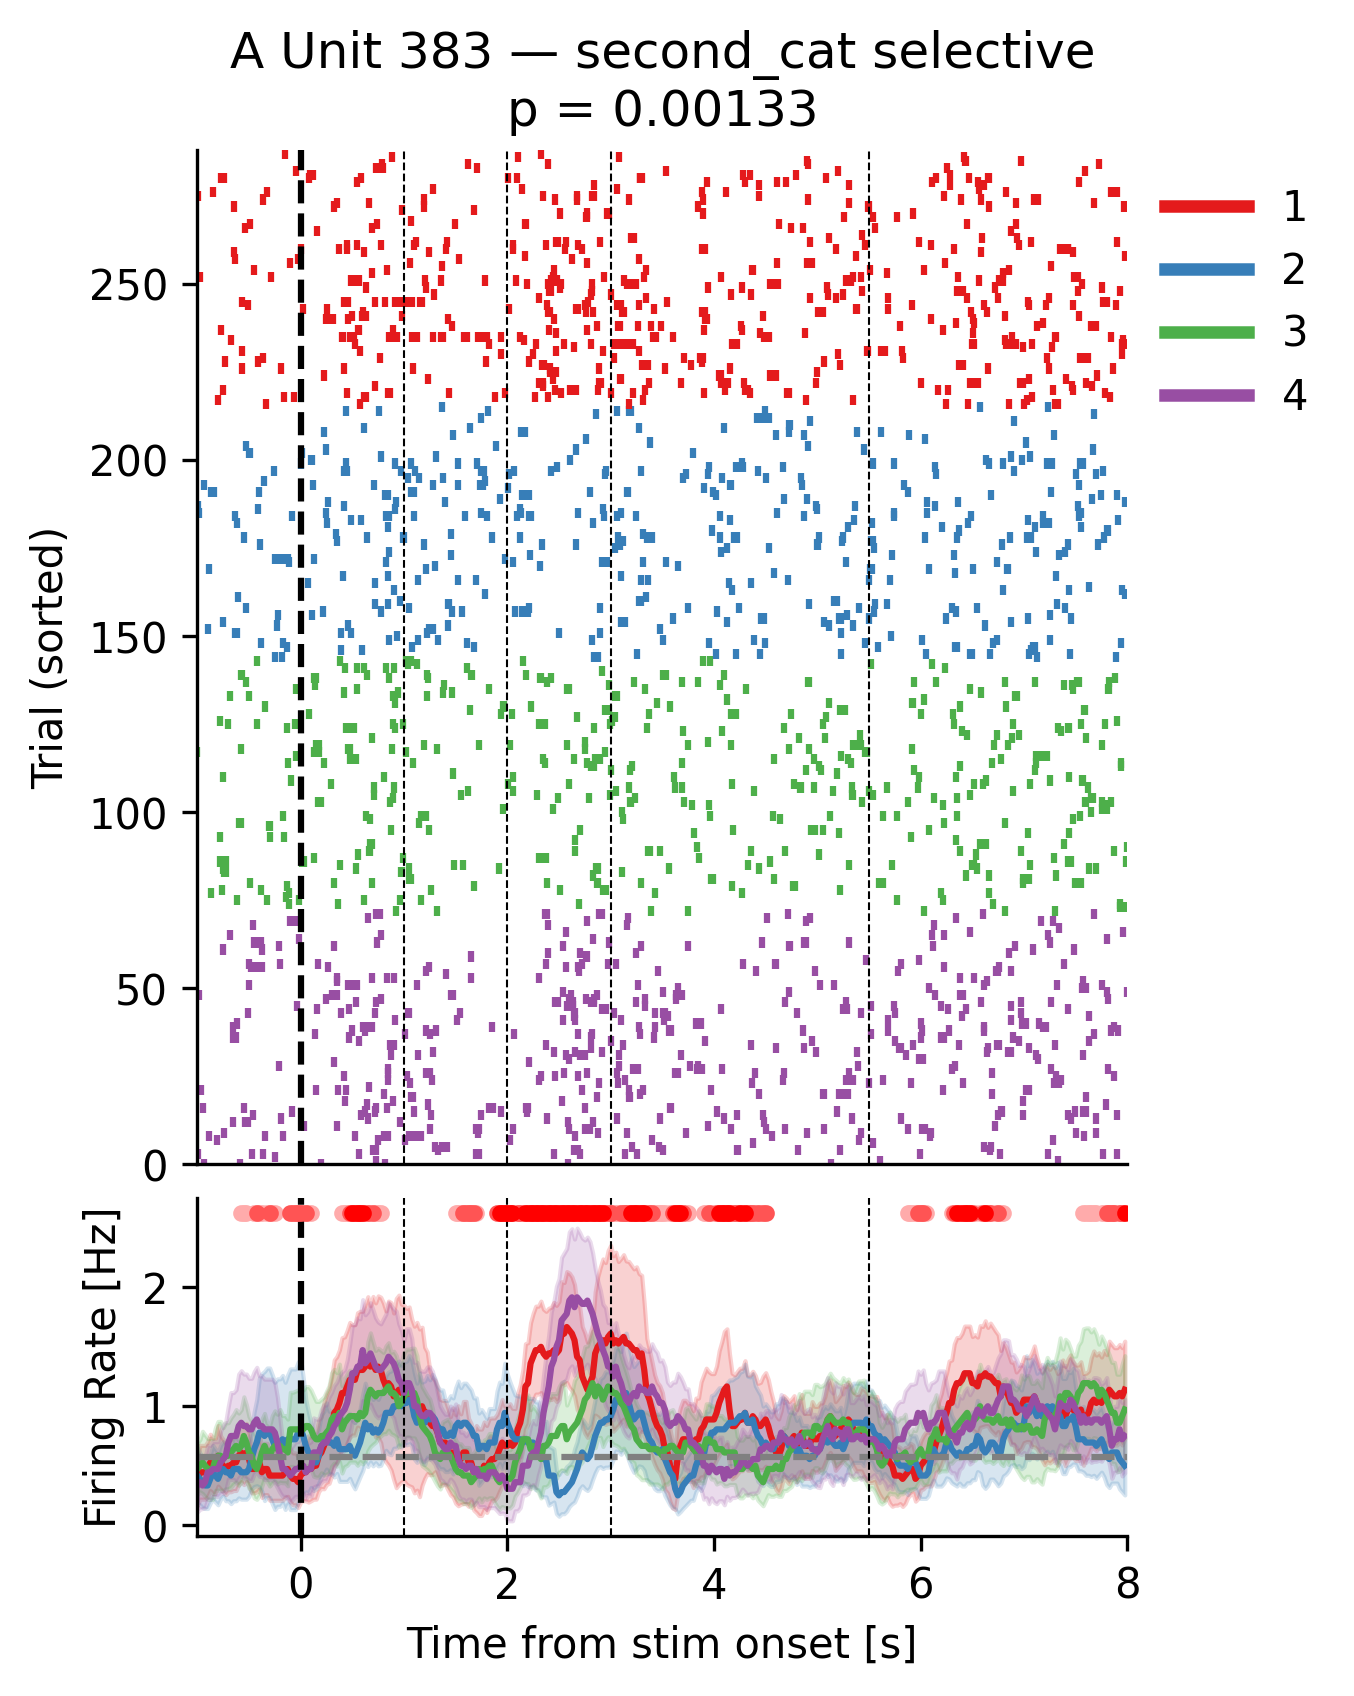 A Unit 383 — second_cat selective
p = 0.00133
1
2
3
4
250
200
150
100
50
0
Trial (sorted)
2
1
0
Firing Rate [Hz]
0 2 4 6 8
Time from stim onset [s]